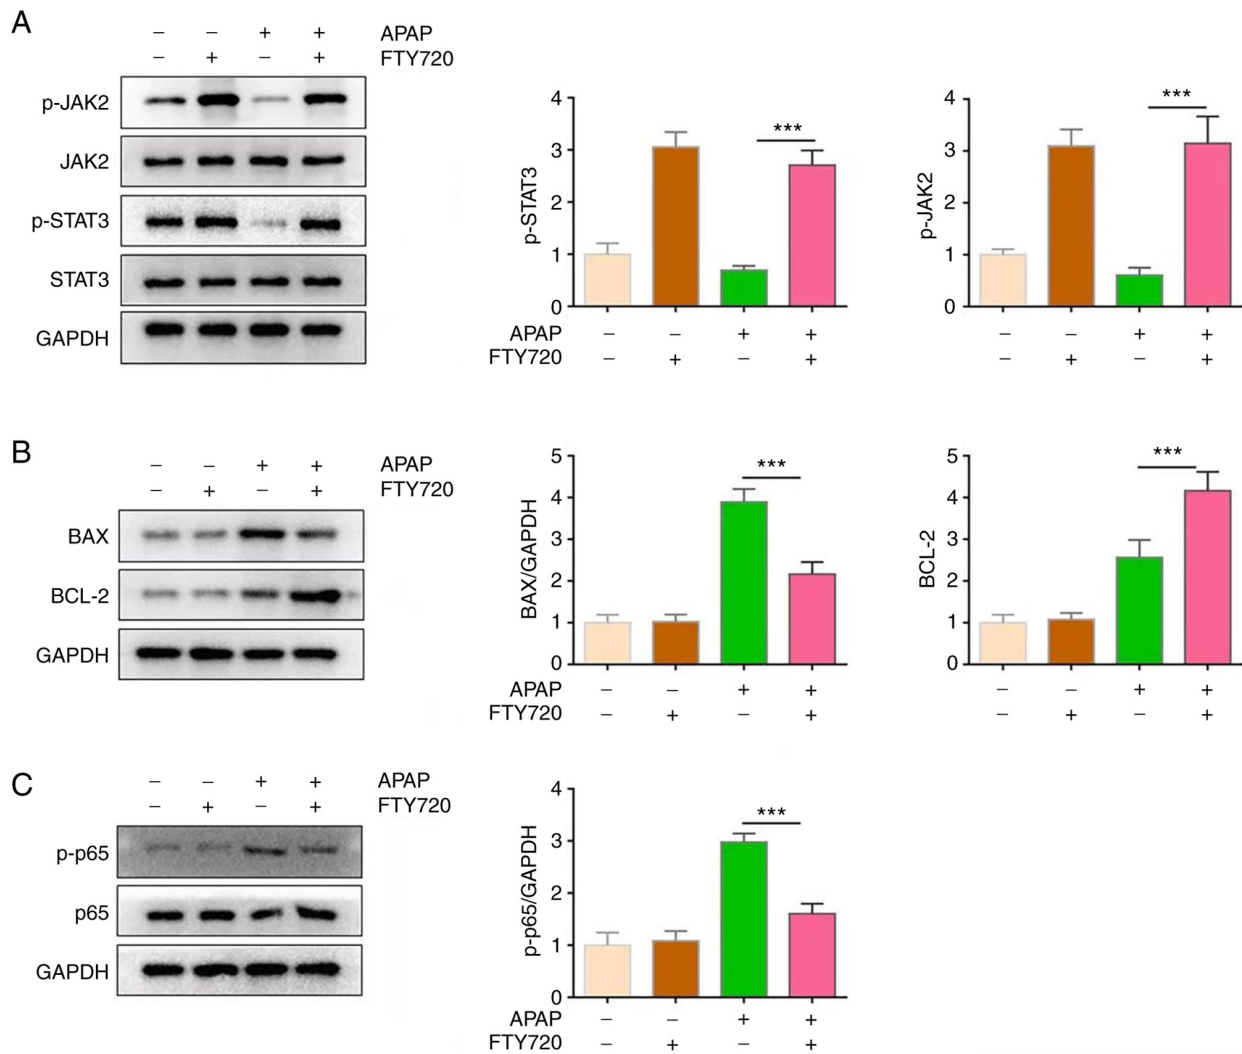 A
– – + + APAP
– + – + FTY720
p-JAK2
JAK2
p-STAT3
STAT3
GAPDH
p-STAT3
4
3
2
1
0
***
APAP – – + +
FTY720 – + – +
p-JAK2
4
3
2
1
0
***
– – + +
– + – +
B
– – + + APAP
– + – + FTY720
BAX
BCL-2
GAPDH
BAX/GAPDH
5
4
3
2
1
0
***
APAP – – + +
FTY720 – + – +
BCL-2
5
4
3
2
1
0
***
– – + +
– + – +
C
– – + + APAP
– + – + FTY720
p-p65
p65
GAPDH
p-p65/GAPDH
4
3
2
1
0
***
APAP – – + +
FTY720 – + – +